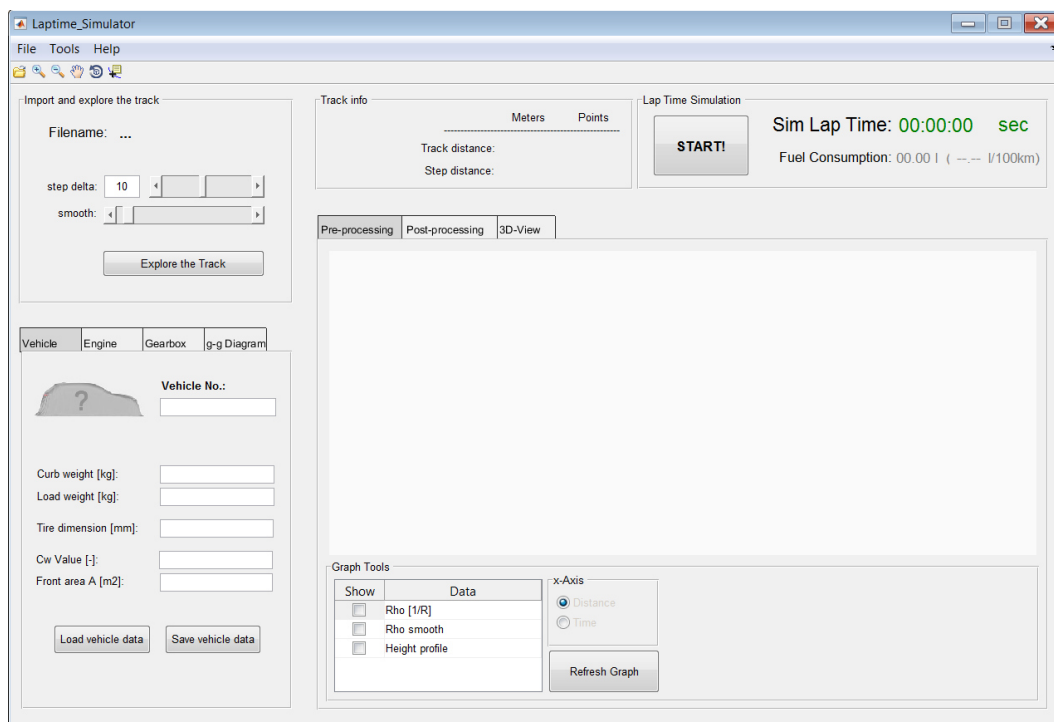 Laptime_Simulator
File Tools Help
Import and explore the track
Filename: ...
step delta: 10
smooth:
Explore the Track
Track info
Meters Points
Track distance:
Step distance:
Lap Time Simulation
START!
Sim Lap Time: 00:00:00 sec
Fuel Consumption: 00.00 l ( --.-- l/100km)
Vehicle Engine Gearbox g-g Diagram
?
Vehicle No.:
Curb weight [kg]:
Load weight [kg]:
Tire dimension [mm]:
Cw Value [-]:
Front area A [m2]:
Load vehicle data Save vehicle data
Pre-processing Post-processing 3D-View
Graph Tools
Show Data
Rho [1/R]
Rho smooth
Height profile
x-Axis
Distance
Time
Refresh Graph